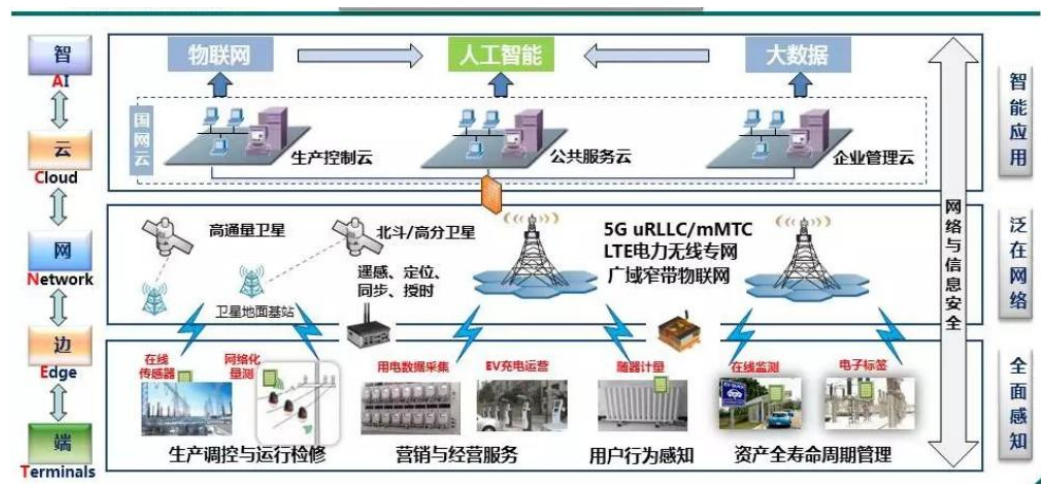 智
AI
云
Cloud
网
Network
边
Edge
端
Terminals
物联网
人工智能
大数据
国网云
生产控制云
公共服务云
企业管理云
高通量卫星
北斗/高分卫星
遥感、定位、
同步、授时
卫星地面基站
5G uRLLC/mMTC
LTE电力无线专网
广域窄带物联网
在线
传感器
网络化
量测
用电数据采集
EV充电运营
随器计量
在线监测
电子标签
生产调控与运行检修
营销与经营服务
用户行为感知
资产全寿命周期管理
网络与信息安全
智能应用
泛在网络
全面感知